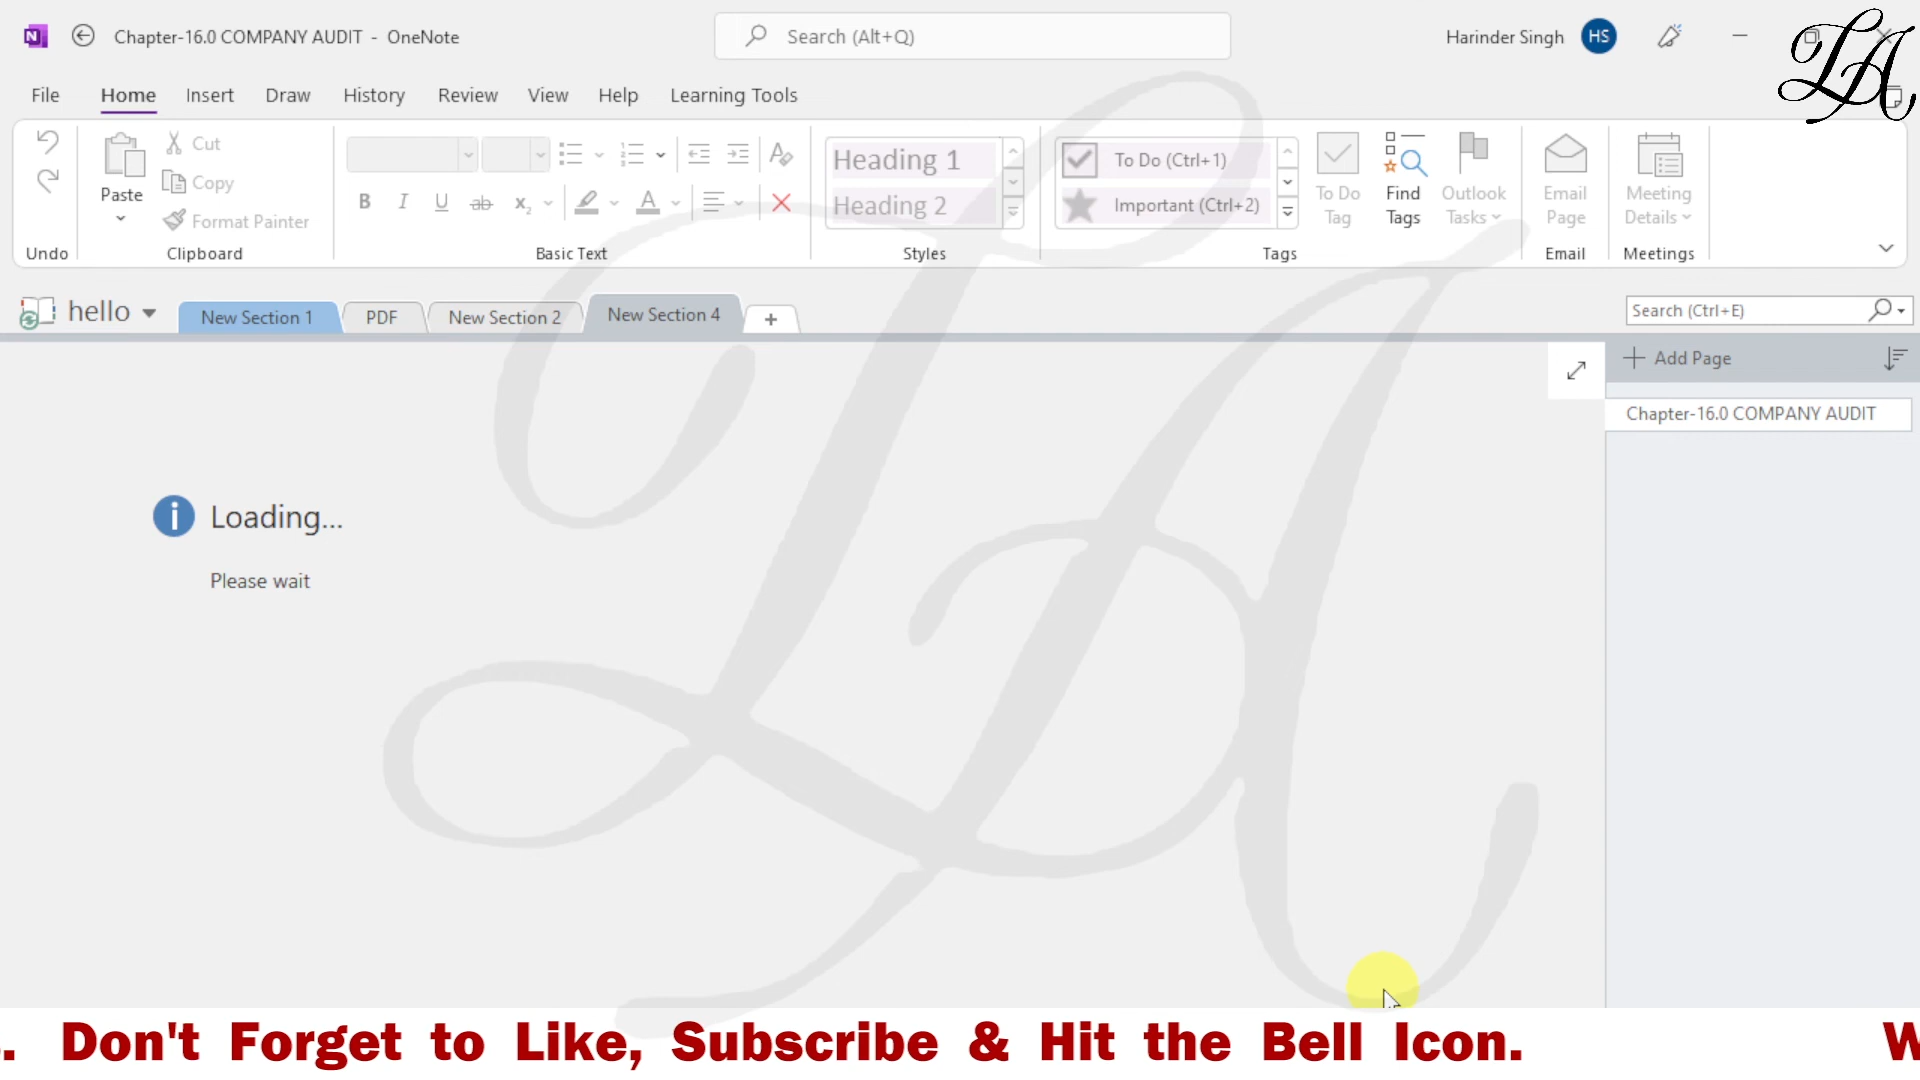 Chapter-16.0 COMPANY AUDIT - OneNote
Search (Alt+Q)
Harinder Singh
HS
LA
File Home Insert Draw History Review View Help Learning Tools
Paste
Cut
Copy
Format Painter
B I U ab x₂ A
Heading 1
Heading 2
To Do (Ctrl+1)
Important (Ctrl+2)
To Do Tag
Find Tags
Outlook Tasks
Email Page
Meeting Details
Undo Clipboard Basic Text Styles Tags Email Meetings
hello
New Section 1 PDF New Section 2 New Section 4 +
Search (Ctrl+E)
Add Page
Chapter-16.0 COMPANY AUDIT
Loading...
Please wait
LA
. Don't Forget to Like, Subscribe & Hit the Bell Icon. W